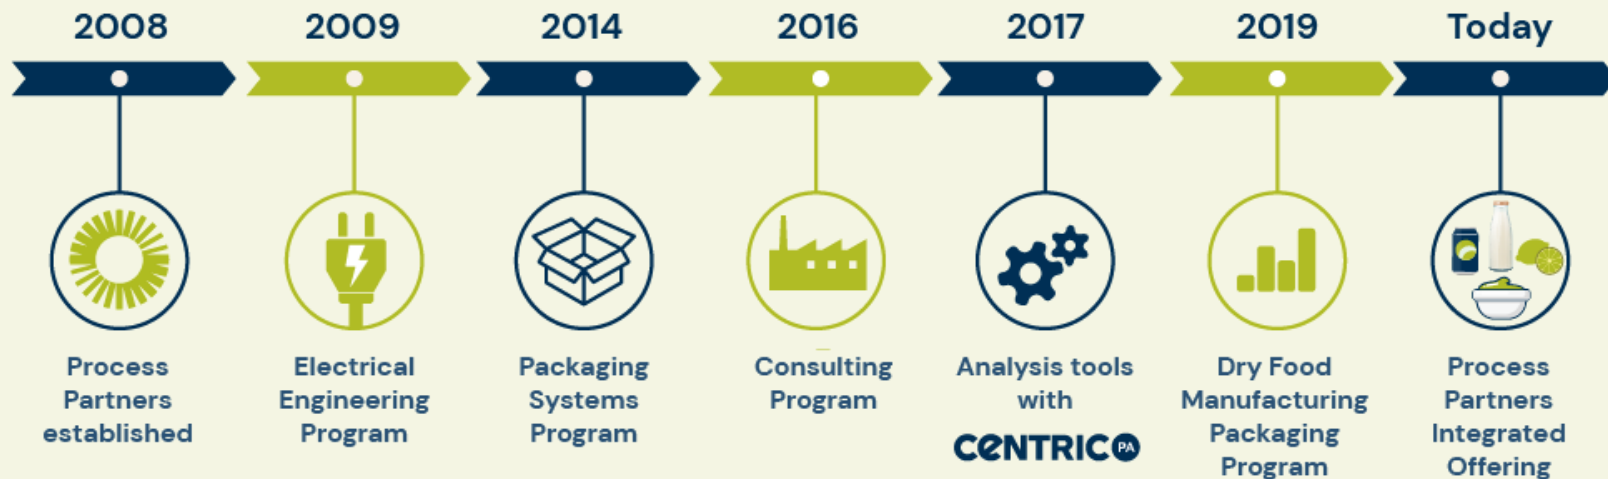 2008
2009
2014
2016
2017
2019
Today
Process
Partners
established
Electrical
Engineering
Program
Packaging
Systems
Program
Consulting
Program
Analysis tools
with
CENTRIC PA
Dry Food
Manufacturing
Packaging
Program
Process
Partners
Integrated
Offering